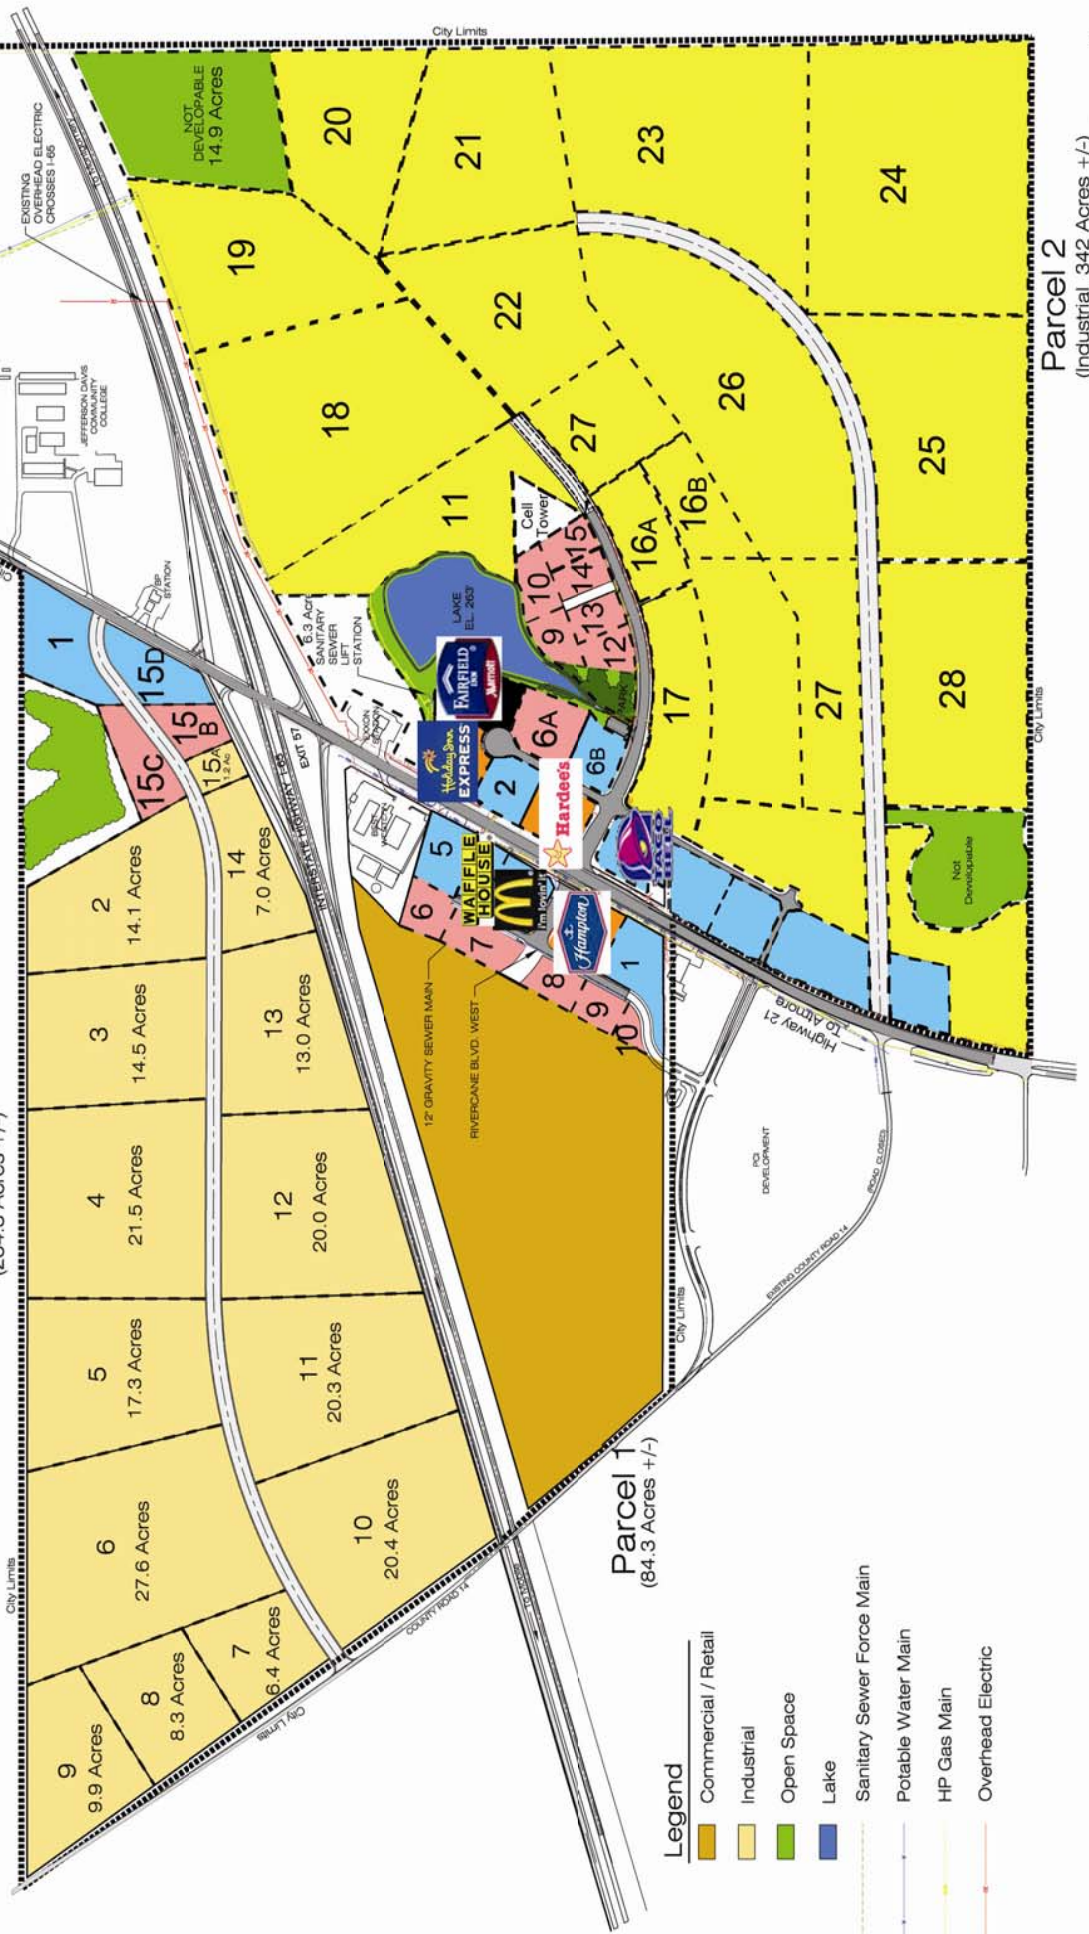 City Limits
EXISTING
OVERHEAD ELECTRIC
CROSSES I-65
To Montgomery
NOT
DEVELOPABLE
14.9 Acres
JEFFERSON DAVIS
COMMUNITY
COLLEGE
BP
STATION
1
15D
15C
15
B
15A
1.2 Ac
EXIT 57
INTERSTATE HIGHWAY I-65
2
14.1 Acres
14
7.0 Acres
3
14.5 Acres
13
13.0 Acres
4
21.5 Acres
12
20.0 Acres
5
17.3 Acres
11
20.3 Acres
6
27.6 Acres
10
20.4 Acres
7
6.4 Acres
8
8.3 Acres
9
9.9 Acres
City Limits
City Limits
COUNTY ROAD 14
To Mobile
19
20
21
23
24
22
18
11
27
26
25
16A
16B
17
27
28
Cell
Tower
10
9
15
14
13
12
PARK
LAKE
EL. 263'
SANITARY
SEWER
LIFT
STATION
EXXON
FAIRFIELD
INN
Marriott
Holiday Inn
EXPRESS
6A
6B
2
Hardee's
TACO
BELL
5
WAFFLE
HOUSE
i'm lovin' it
Hampton
6
7
8
9
10
1
12" GRAVITY SEWER MAIN
RIVERCANE BLVD. WEST
Not
Developable
Highway 21
To Atmore
PCI
DEVELOPMENT
(ROAD CLOSED)
EXISTING COUNTY ROAD 14
City Limits
City Limits
Parcel 1
(84.3 Acres +/-)
Parcel 2
(Industrial 342 Acres +/-)
Legend
Commercial / Retail
Industrial
Open Space
Lake
Sanitary Sewer Force Main
Potable Water Main
HP Gas Main
Overhead Electric